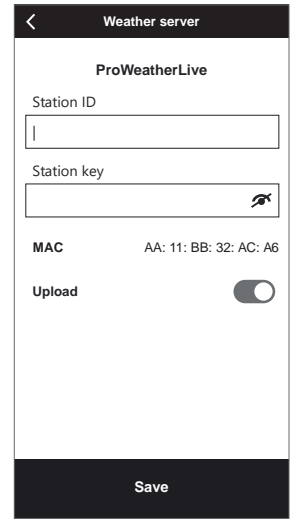 Weather server
ProWeatherLive
Station ID
Station key
MAC AA: 11: BB: 32: AC: A6
Upload
Save